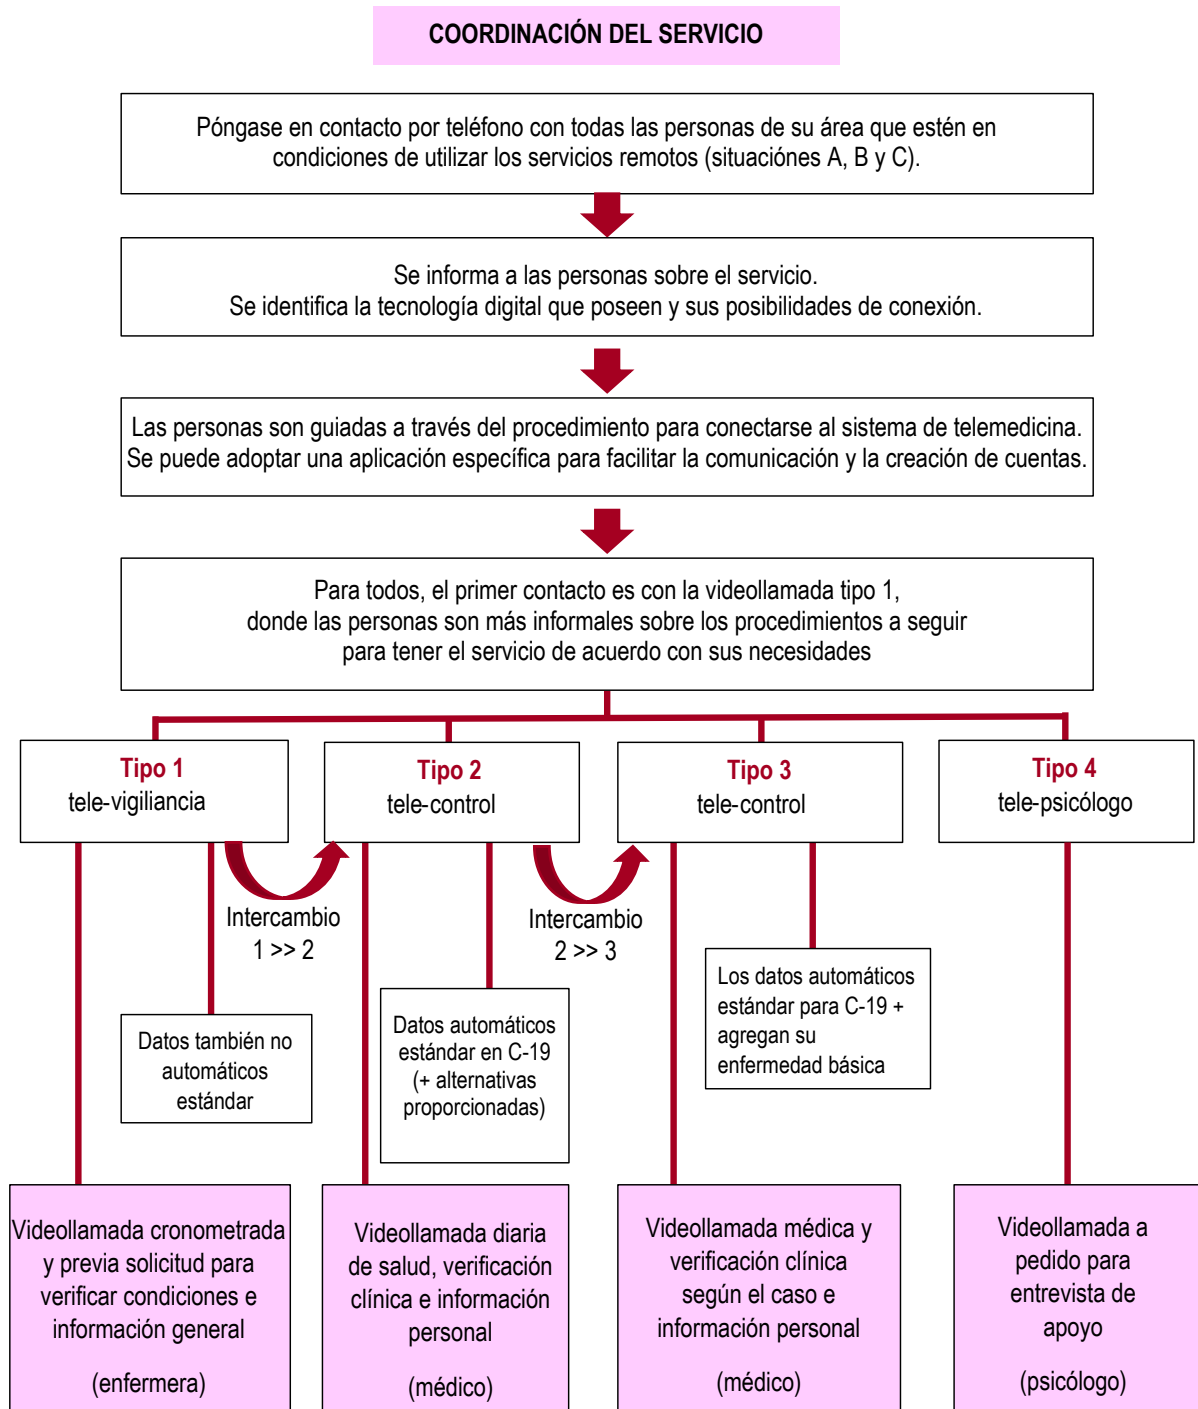 COORDINACIÓN DEL SERVICIO
Póngase en contacto por teléfono con todas las personas de su área que estén en
condiciones de utilizar los servicios remotos (situaciónes A, B y C).
Se informa a las personas sobre el servicio.
Se identifica la tecnología digital que poseen y sus posibilidades de conexión.
Las personas son guiadas a través del procedimiento para conectarse al sistema de telemedicina.
Se puede adoptar una aplicación específica para facilitar la comunicación y la creación de cuentas.
Para todos, el primer contacto es con la videollamada tipo 1,
donde las personas son más informales sobre los procedimientos a seguir
para tener el servicio de acuerdo con sus necesidades
Tipo 1
tele-vigiliancia
Tipo 2
tele-control
Tipo 3
tele-control
Tipo 4
tele-psicólogo
Intercambio
1 >> 2
Intercambio
2 >> 3
Datos también no
automáticos
estándar
Datos automáticos
estándar en C-19
(+ alternativas
proporcionadas)
Los datos automáticos
estándar para C-19 +
agregan su
enfermedad básica
Videollamada cronometrada
y previa solicitud para
verificar condiciones e
información general
(enfermera)
Videollamada diaria
de salud, verificación
clínica e información
personal
(médico)
Videollamada médica y
verificación clínica
según el caso e
información personal
(médico)
Videollamada a
pedido para
entrevista de
apoyo
(psicólogo)